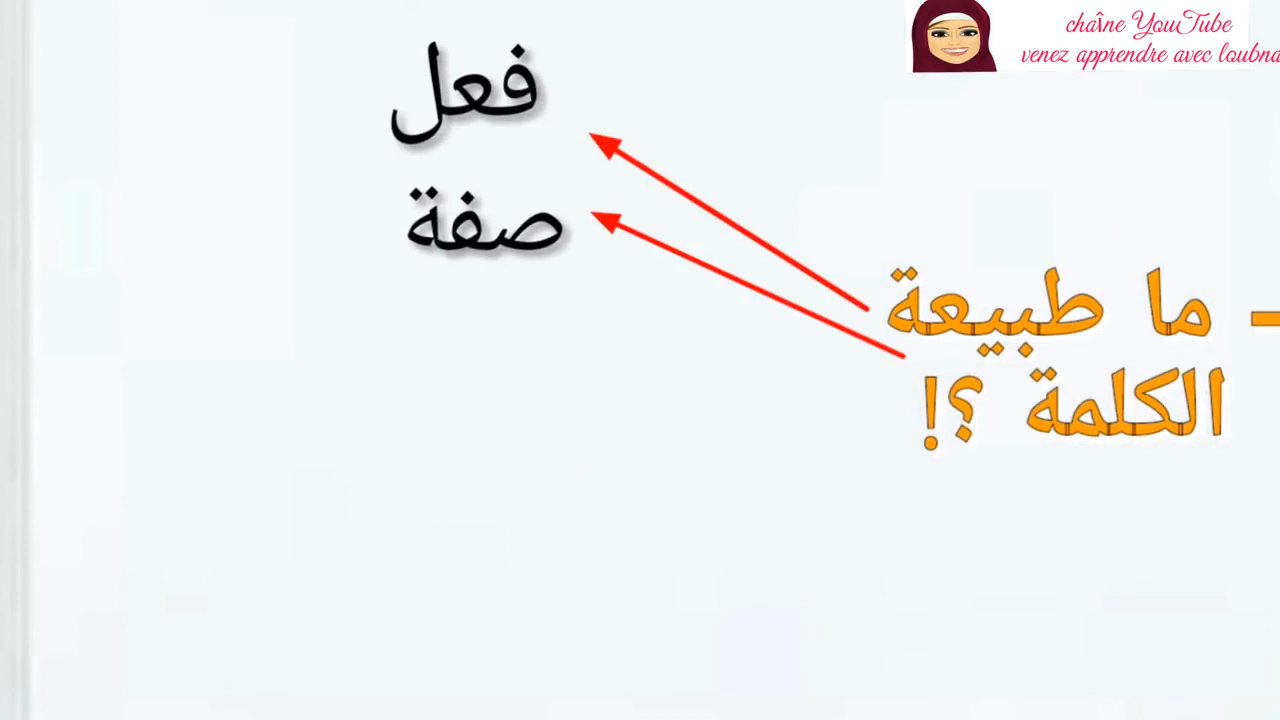 chaîne YouTube
venez apprendre avec loubna
فعل
صفة
- ما طبيعة
الكلمة ؟!